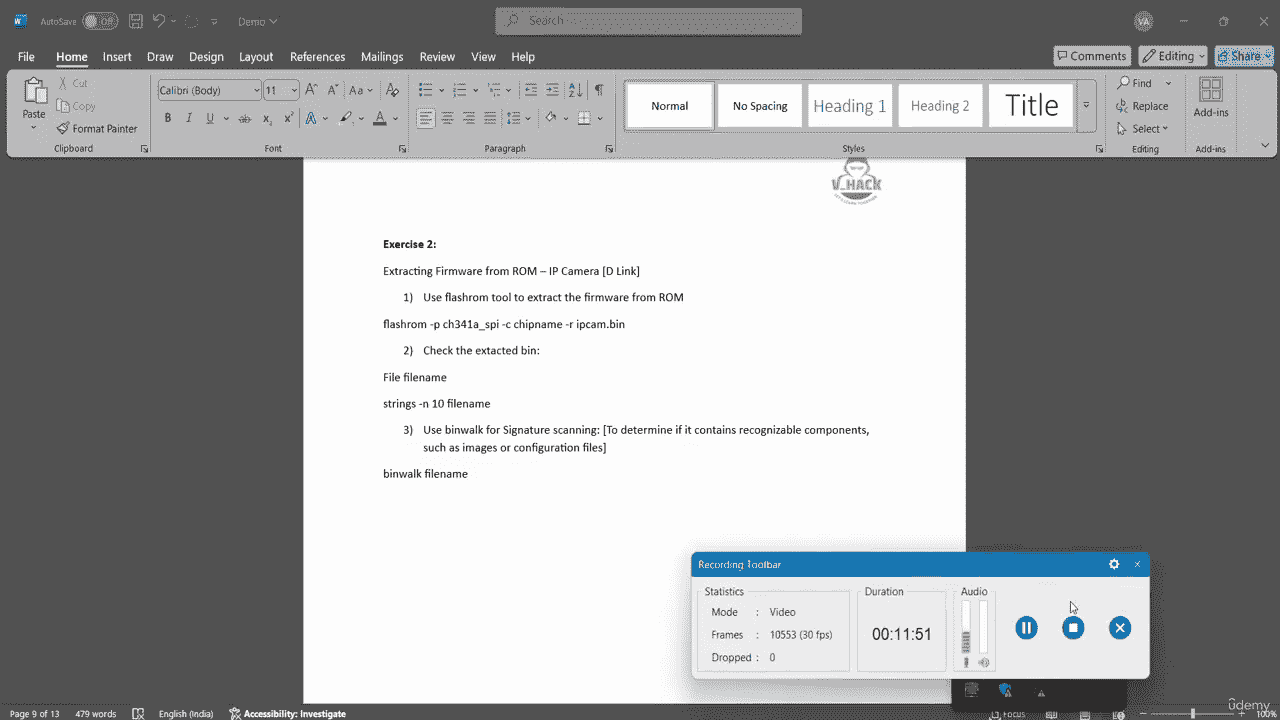 AutoSave Off Demo Search VA
File Home Insert Draw Design Layout References Mailings Review View Help Comments Editing Share
Paste Cut Copy Format Painter
Calibri (Body) 11
Normal No Spacing Heading 1 Heading 2 Title
Find Replace Select Add-ins
Clipboard Font Paragraph Styles Editing Add-ins
V_HACK
Exercise 2:
Extracting Firmware from ROM – IP Camera [D Link]
1) Use flashrom tool to extract the firmware from ROM
flashrom -p ch341a_spi -c chipname -r ipcam.bin
2) Check the extacted bin:
File filename
strings -n 10 filename
3) Use binwalk for Signature scanning: [To determine if it contains recognizable components,
such as images or configuration files]
binwalk filename
Recording Toolbar
Statistics Duration Audio
Mode : Video
Frames : 10553 (30 fps)
Dropped : 0
00:11:51
Page 9 of 13 479 words English (India) Accessibility: Investigate Focus 100%
ûdemy